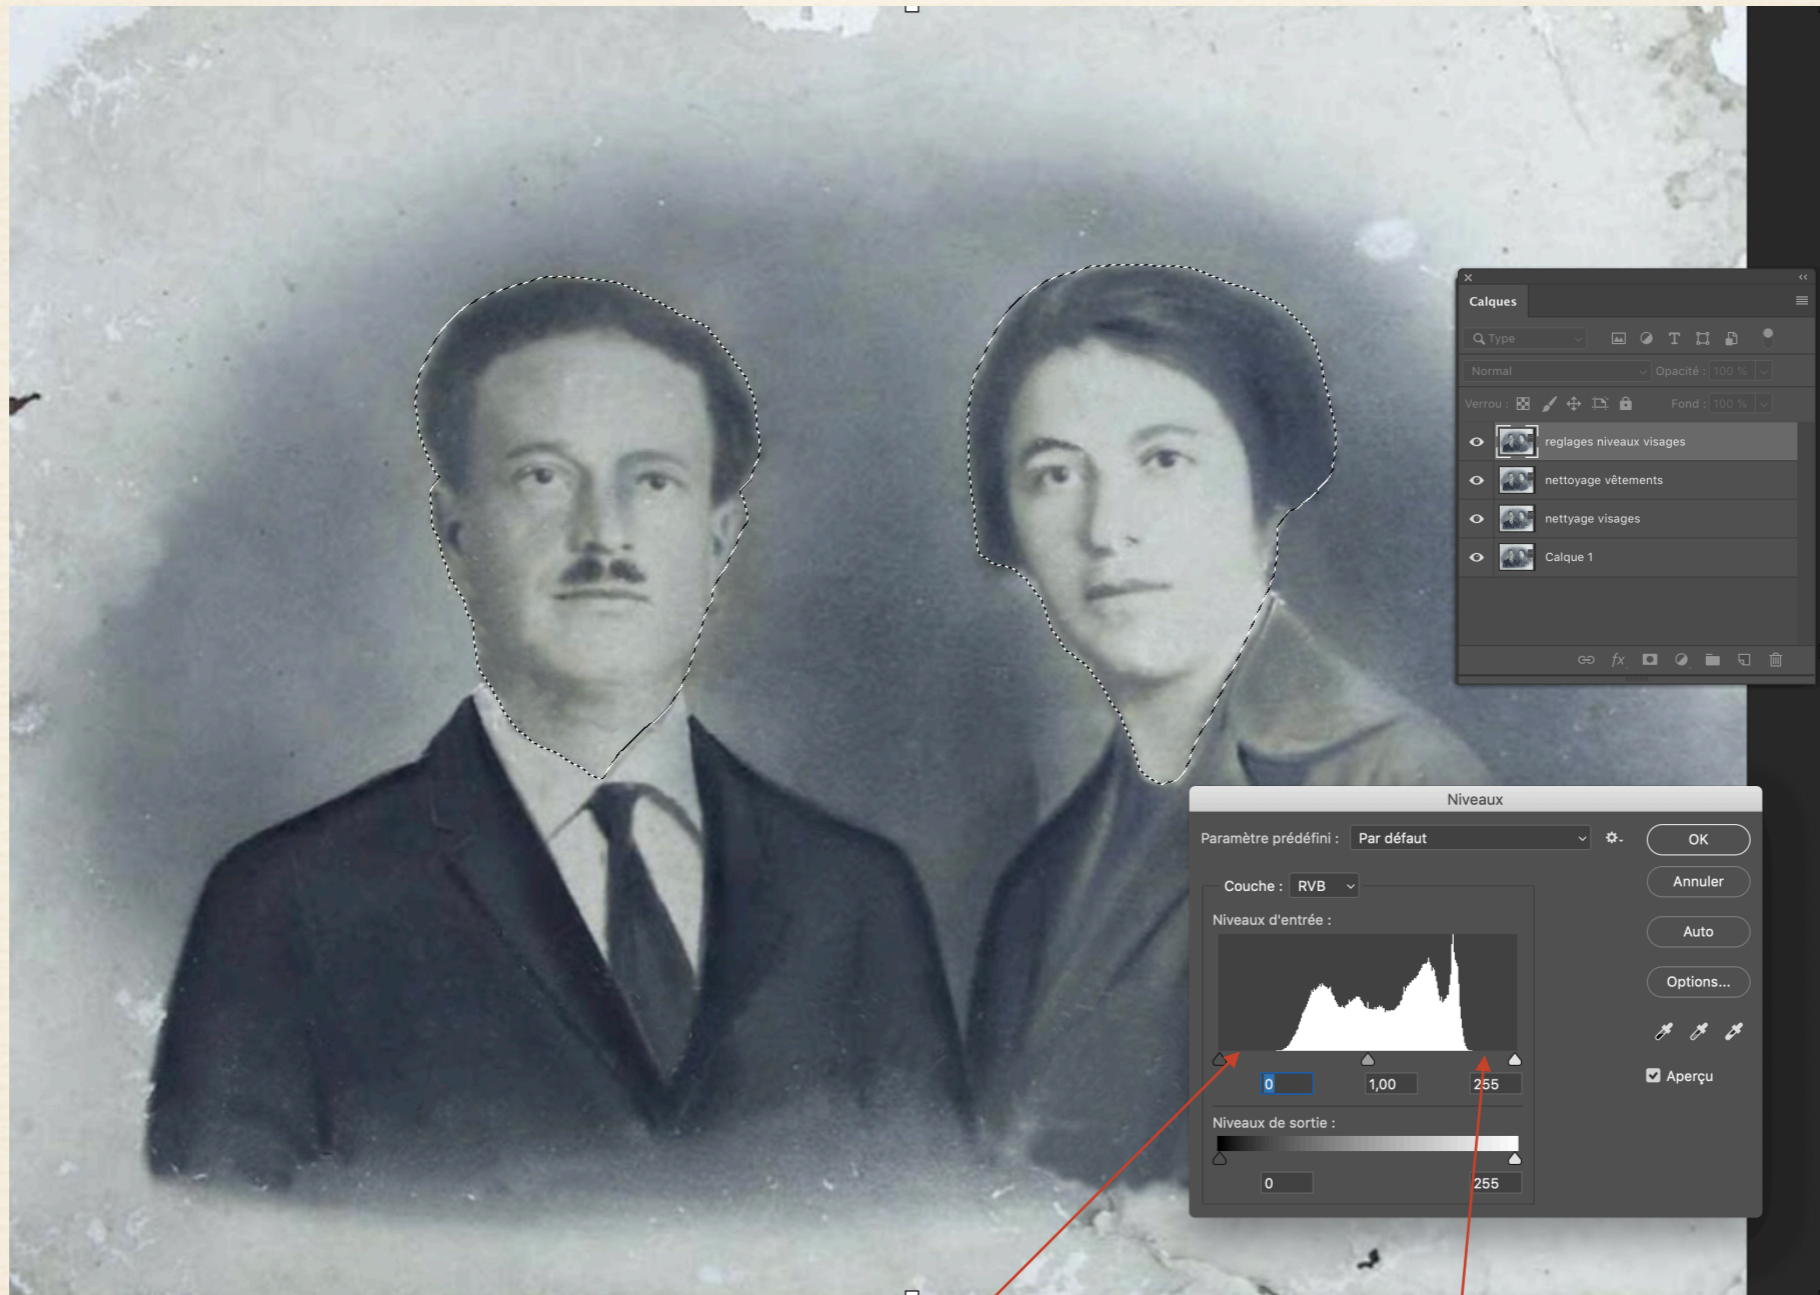 Calques
Type
Normal Opacité : 100 %
Verrou : Fond : 100 %
reglages niveaux visages
nettoyage vêtements
nettyage visages
Calque 1
fx
Niveaux
Paramètre prédéfini : Par défaut
OK
Couche : RVB
Annuler
Niveaux d'entrée :
Auto
Options...
0 1,00 255
Aperçu
Niveaux de sortie :
0 255